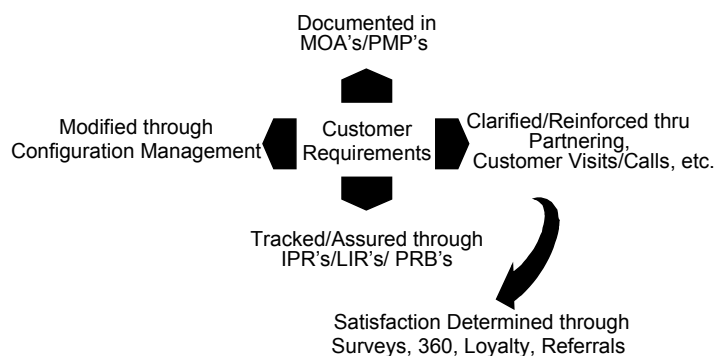 Documented in
MOA's/PMP's
Modified through
Configuration Management
Customer
Requirements
Clarified/Reinforced thru
Partnering,
Customer Visits/Calls, etc.
Tracked/Assured through
IPR's/LIR's/ PRB's
Satisfaction Determined through
Surveys, 360, Loyalty, Referrals